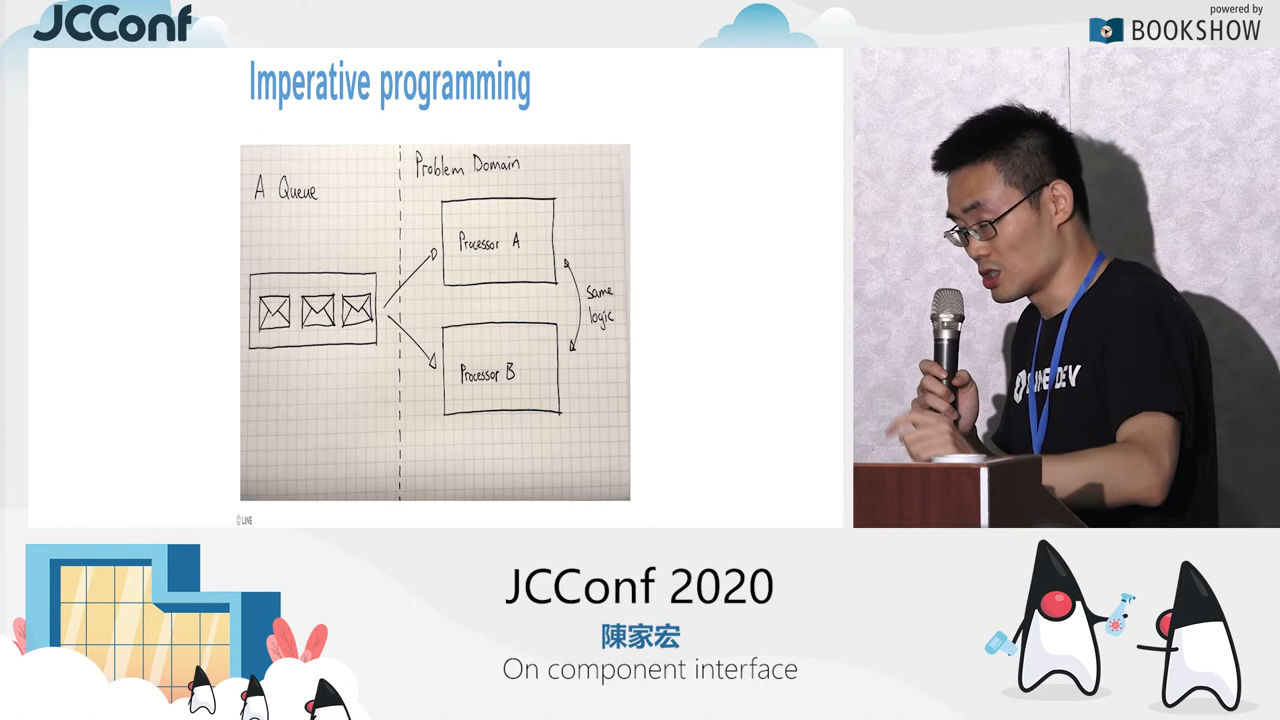 JCConf
powered by
BOOKSHOW
Imperative programming
A Queue
Problem Domain
Processor A
Same
logic
Processor B
© LINE
JCConf 2020
陳家宏
On component interface